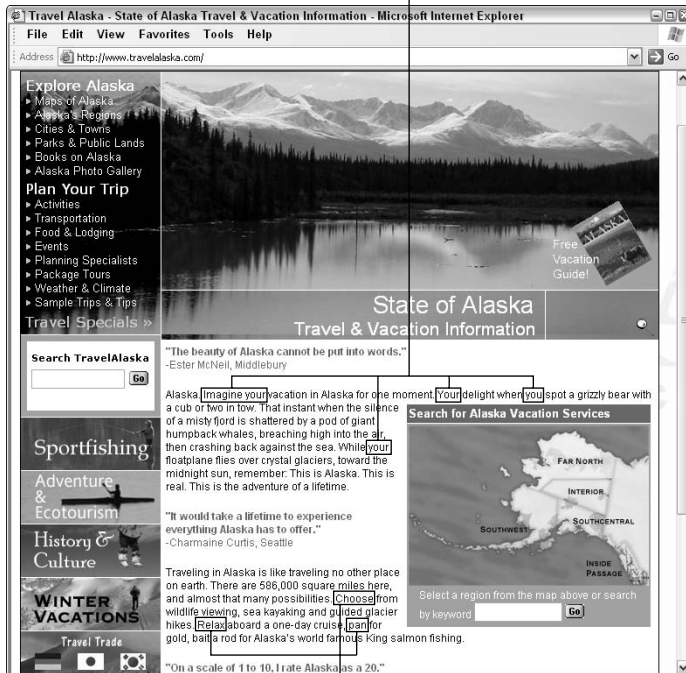 Travel Alaska - State of Alaska Travel & Vacation Information - Microsoft Internet Explorer
File Edit View Favorites Tools Help
Address http://www.travelalaska.com/ Go
Explore Alaska
Maps of Alaska
Alaska's Regions
Cities & Towns
Parks & Public Lands
Books on Alaska
Alaska Photo Gallery
Plan Your Trip
Activities
Transportation
Food & Lodging
Events
Planning Specialists
Package Tours
Weather & Climate
Sample Trips & Tips
Travel Specials »
ALASKA
Free
Vacation
Guide!
State of Alaska
Travel & Vacation Information
Search TravelAlaska
Go
Sportfishing
Adventure
&
Ecotourism
History &
Culture
WINTER
VACATIONS
Travel Trade
"The beauty of Alaska cannot be put into words."
-Ester McNeil, Middlebury
Alaska. Imagine your vacation in Alaska for one moment. Your delight when you spot a grizzly bear with
a cub or two in tow. That instant when the silence
of a misty fjord is shattered by a pod of giant
humpback whales, breaching high into the air,
then crashing back against the sea. While your
floatplane flies over crystal glaciers, toward the
midnight sun, remember: This is Alaska. This is
real. This is the adventure of a lifetime.
"It would take a lifetime to experience
everything Alaska has to offer."
-Charmaine Curtis, Seattle
Traveling in Alaska is like traveling no other place
on earth. There are 586,000 square miles here,
and almost that many possibilities. Choose from
wildlife viewing, sea kayaking and guided glacier
hikes. Relax aboard a one-day cruise, pan for
gold, bait a rod for Alaska's world famous King salmon fishing.
"On a scale of 1 to 10, I rate Alaska as a 20."
Search for Alaska Vacation Services
FAR NORTH
INTERIOR
SOUTHWEST
SOUTHCENTRAL
INSIDE
PASSAGE
Select a region from the map above or search
by keyword Go